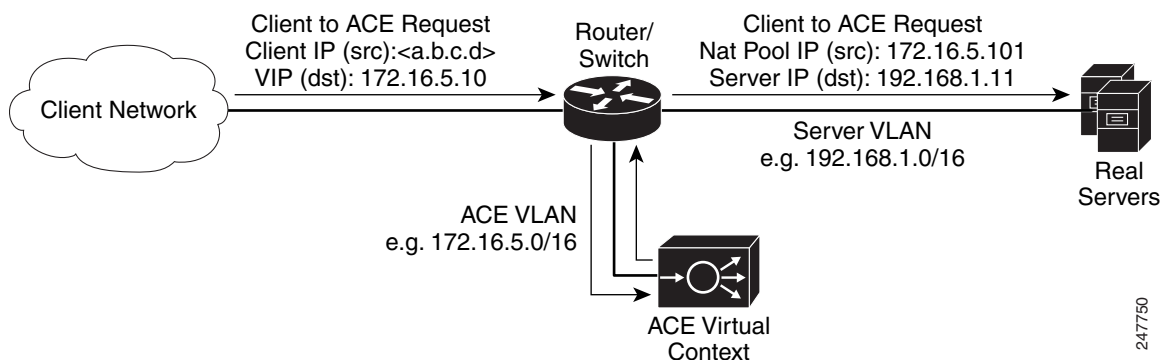 Client to ACE Request
Client IP (src):<a.b.c.d>
VIP (dst): 172.16.5.10
Router/
Switch
Client to ACE Request
Nat Pool IP (src): 172.16.5.101
Server IP (dst): 192.168.1.11
Client Network
Server VLAN
e.g. 192.168.1.0/16
Real
Servers
ACE VLAN
e.g. 172.16.5.0/16
ACE Virtual
Context
247750